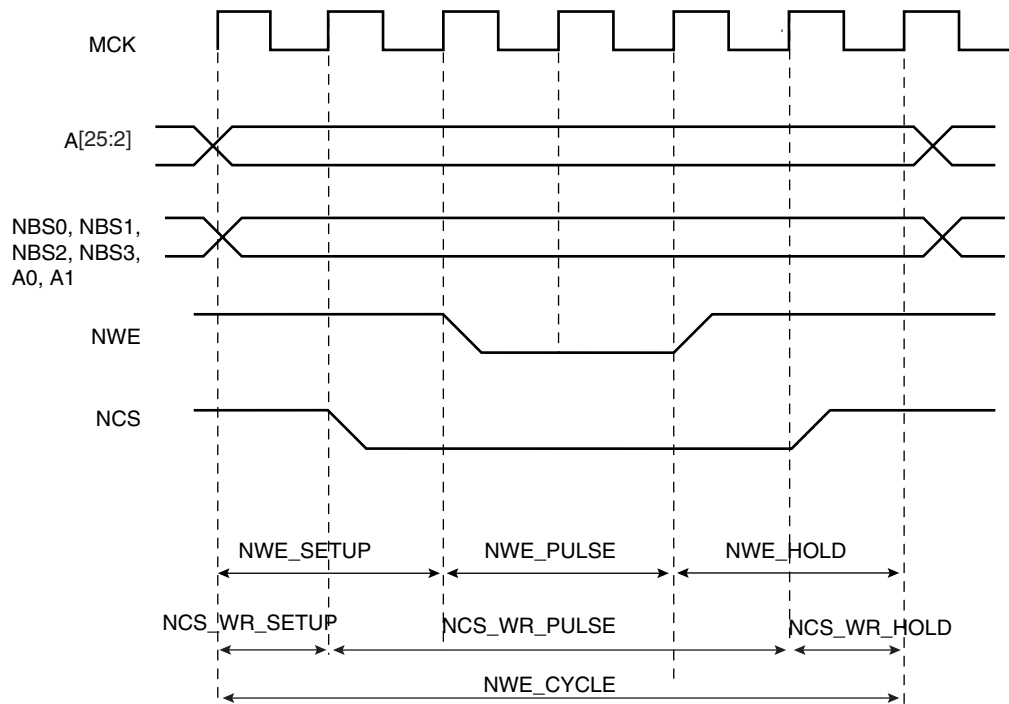 MCK
A[25:2]
NBS0, NBS1,
NBS2, NBS3,
A0, A1
NWE
NCS
NWE_SETUP
NWE_PULSE
NWE_HOLD
NCS_WR_SETUP
NCS_WR_PULSE
NCS_WR_HOLD
NWE_CYCLE